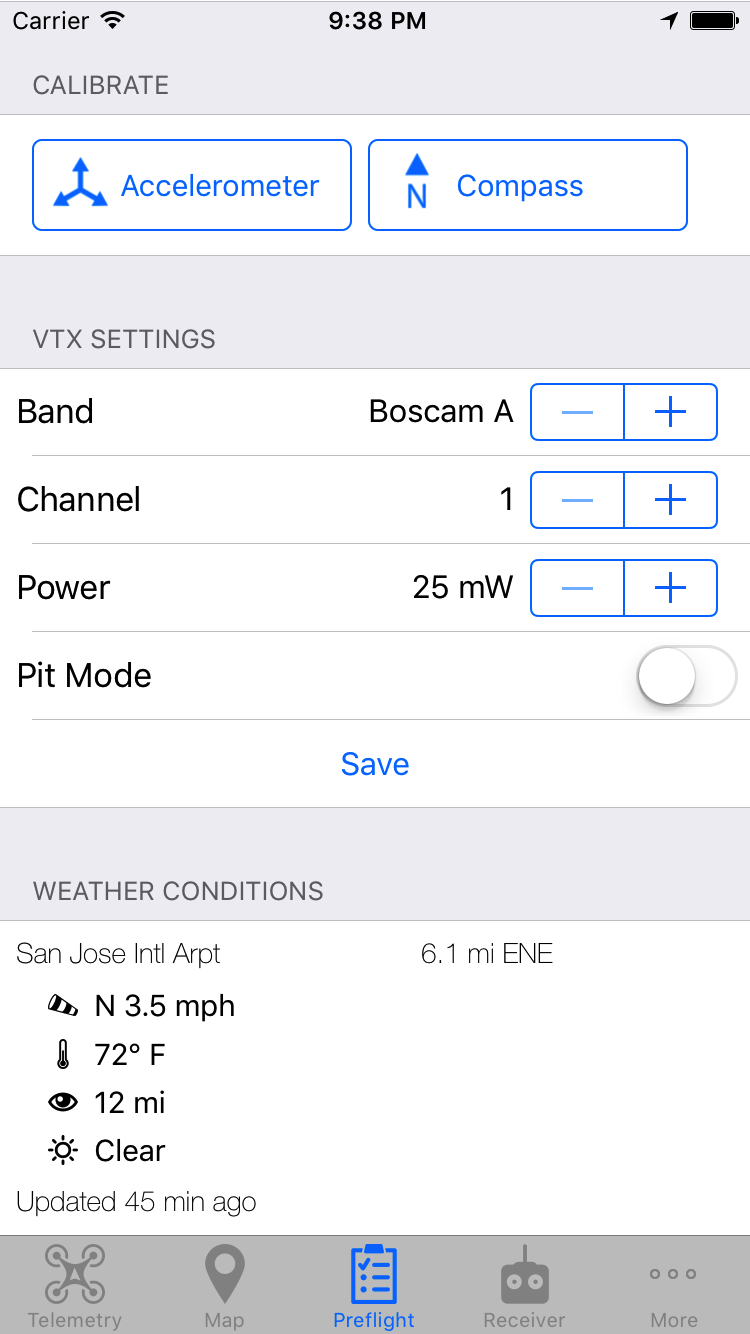 Carrier 9:38 PM
CALIBRATE
Accelerometer N Compass
VTX SETTINGS
Band Boscam A
Channel 1
Power 25 mW
Pit Mode
Save
WEATHER CONDITIONS
San Jose Intl Arpt 6.1 mi ENE
N 3.5 mph
72° F
12 mi
Clear
Updated 45 min ago
Telemetry Map Preflight Receiver More